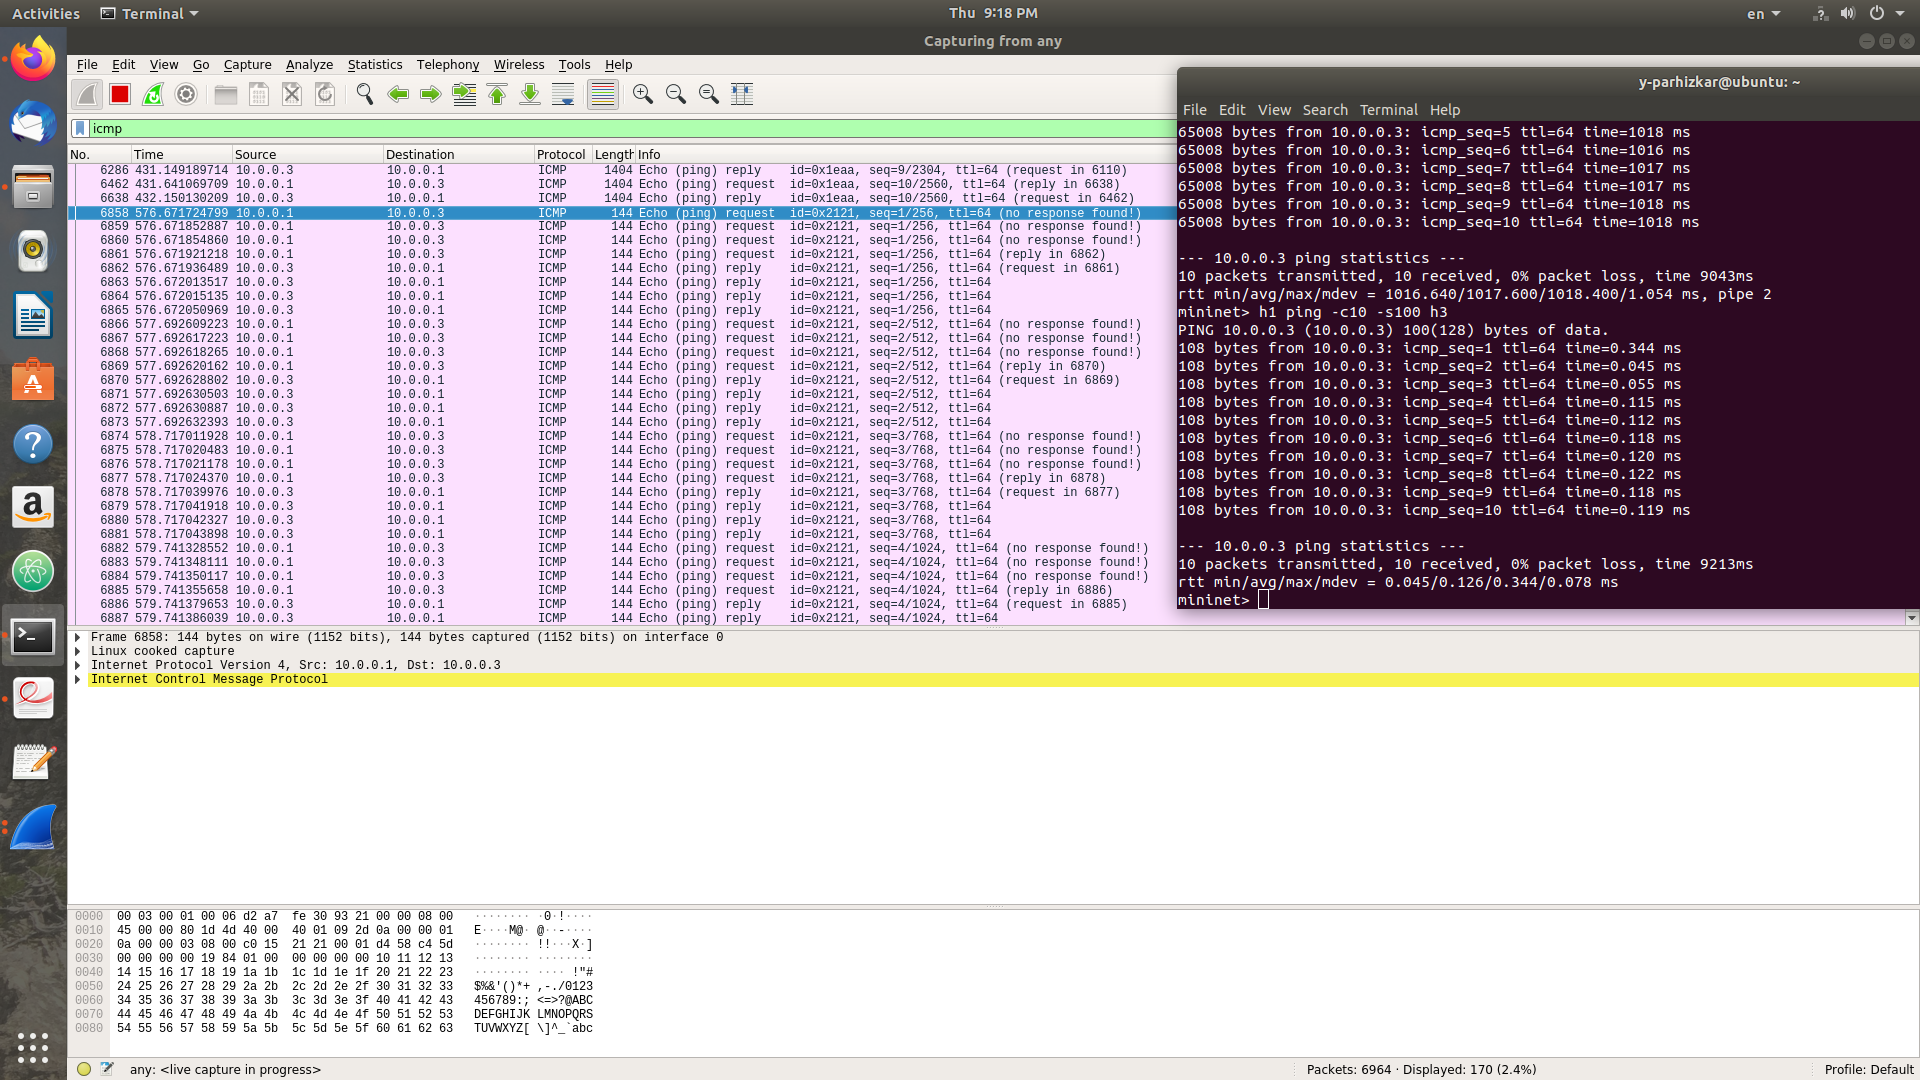 Activities Terminal Thu 9:18 PM en
Capturing from any
File Edit View Go Capture Analyze Statistics Telephony Wireless Tools Help
icmp
No. Time Source Destination Protocol Length Info
6286 431.149189714 10.0.0.3 10.0.0.1 ICMP 1404 Echo (ping) reply id=0x1eaa, seq=9/2304, ttl=64 (request in 6110)
6462 431.641069709 10.0.0.1 10.0.0.3 ICMP 1404 Echo (ping) request id=0x1eaa, seq=10/2560, ttl=64 (reply in 6638)
6638 432.150130209 10.0.0.3 10.0.0.1 ICMP 1404 Echo (ping) reply id=0x1eaa, seq=10/2560, ttl=64 (request in 6462)
6858 576.671724799 10.0.0.1 10.0.0.3 ICMP 144 Echo (ping) request id=0x2121, seq=1/256, ttl=64 (no response found!)
6859 576.671852887 10.0.0.1 10.0.0.3 ICMP 144 Echo (ping) request id=0x2121, seq=1/256, ttl=64 (no response found!)
6860 576.671854860 10.0.0.1 10.0.0.3 ICMP 144 Echo (ping) request id=0x2121, seq=1/256, ttl=64 (no response found!)
6861 576.671921218 10.0.0.1 10.0.0.3 ICMP 144 Echo (ping) request id=0x2121, seq=1/256, ttl=64 (reply in 6862)
6862 576.671936489 10.0.0.3 10.0.0.1 ICMP 144 Echo (ping) reply id=0x2121, seq=1/256, ttl=64 (request in 6861)
6863 576.672013517 10.0.0.3 10.0.0.1 ICMP 144 Echo (ping) reply id=0x2121, seq=1/256, ttl=64
6864 576.672015135 10.0.0.3 10.0.0.1 ICMP 144 Echo (ping) reply id=0x2121, seq=1/256, ttl=64
6865 576.672050969 10.0.0.3 10.0.0.1 ICMP 144 Echo (ping) reply id=0x2121, seq=1/256, ttl=64
6866 577.692609223 10.0.0.1 10.0.0.3 ICMP 144 Echo (ping) request id=0x2121, seq=2/512, ttl=64 (no response found!)
6867 577.692617223 10.0.0.1 10.0.0.3 ICMP 144 Echo (ping) request id=0x2121, seq=2/512, ttl=64 (no response found!)
6868 577.692618265 10.0.0.1 10.0.0.3 ICMP 144 Echo (ping) request id=0x2121, seq=2/512, ttl=64 (no response found!)
6869 577.692620162 10.0.0.1 10.0.0.3 ICMP 144 Echo (ping) request id=0x2121, seq=2/512, ttl=64 (reply in 6870)
6870 577.692628802 10.0.0.3 10.0.0.1 ICMP 144 Echo (ping) reply id=0x2121, seq=2/512, ttl=64 (request in 6869)
6871 577.692630503 10.0.0.3 10.0.0.1 ICMP 144 Echo (ping) reply id=0x2121, seq=2/512, ttl=64
6872 577.692630887 10.0.0.3 10.0.0.1 ICMP 144 Echo (ping) reply id=0x2121, seq=2/512, ttl=64
6873 577.692632393 10.0.0.3 10.0.0.1 ICMP 144 Echo (ping) reply id=0x2121, seq=2/512, ttl=64
6874 578.717011928 10.0.0.1 10.0.0.3 ICMP 144 Echo (ping) request id=0x2121, seq=3/768, ttl=64 (no response found!)
6875 578.717020483 10.0.0.1 10.0.0.3 ICMP 144 Echo (ping) request id=0x2121, seq=3/768, ttl=64 (no response found!)
6876 578.717021178 10.0.0.1 10.0.0.3 ICMP 144 Echo (ping) request id=0x2121, seq=3/768, ttl=64 (no response found!)
6877 578.717024370 10.0.0.1 10.0.0.3 ICMP 144 Echo (ping) request id=0x2121, seq=3/768, ttl=64 (reply in 6878)
6878 578.717039976 10.0.0.3 10.0.0.1 ICMP 144 Echo (ping) reply id=0x2121, seq=3/768, ttl=64 (request in 6877)
6879 578.717041918 10.0.0.3 10.0.0.1 ICMP 144 Echo (ping) reply id=0x2121, seq=3/768, ttl=64
6880 578.717042327 10.0.0.3 10.0.0.1 ICMP 144 Echo (ping) reply id=0x2121, seq=3/768, ttl=64
6881 578.717043898 10.0.0.3 10.0.0.1 ICMP 144 Echo (ping) reply id=0x2121, seq=3/768, ttl=64
6882 579.741328552 10.0.0.1 10.0.0.3 ICMP 144 Echo (ping) request id=0x2121, seq=4/1024, ttl=64 (no response found!)
6883 579.741348111 10.0.0.1 10.0.0.3 ICMP 144 Echo (ping) request id=0x2121, seq=4/1024, ttl=64 (no response found!)
6884 579.741350117 10.0.0.1 10.0.0.3 ICMP 144 Echo (ping) request id=0x2121, seq=4/1024, ttl=64 (no response found!)
6885 579.741355658 10.0.0.1 10.0.0.3 ICMP 144 Echo (ping) request id=0x2121, seq=4/1024, ttl=64 (reply in 6886)
6886 579.741379653 10.0.0.3 10.0.0.1 ICMP 144 Echo (ping) reply id=0x2121, seq=4/1024, ttl=64 (request in 6885)
6887 579.741386039 10.0.0.3 10.0.0.1 ICMP 144 Echo (ping) reply id=0x2121, seq=4/1024, ttl=64
y-parhizkar@ubuntu: ~
File Edit View Search Terminal Help
65008 bytes from 10.0.0.3: icmp_seq=5 ttl=64 time=1018 ms
65008 bytes from 10.0.0.3: icmp_seq=6 ttl=64 time=1016 ms
65008 bytes from 10.0.0.3: icmp_seq=7 ttl=64 time=1017 ms
65008 bytes from 10.0.0.3: icmp_seq=8 ttl=64 time=1017 ms
65008 bytes from 10.0.0.3: icmp_seq=9 ttl=64 time=1018 ms
65008 bytes from 10.0.0.3: icmp_seq=10 ttl=64 time=1018 ms
--- 10.0.0.3 ping statistics ---
10 packets transmitted, 10 received, 0% packet loss, time 9043ms
rtt min/avg/max/mdev = 1016.640/1017.600/1018.400/1.054 ms, pipe 2
mininet> h1 ping -c10 -s100 h3
PING 10.0.0.3 (10.0.0.3) 100(128) bytes of data.
108 bytes from 10.0.0.3: icmp_seq=1 ttl=64 time=0.344 ms
108 bytes from 10.0.0.3: icmp_seq=2 ttl=64 time=0.045 ms
108 bytes from 10.0.0.3: icmp_seq=3 ttl=64 time=0.055 ms
108 bytes from 10.0.0.3: icmp_seq=4 ttl=64 time=0.115 ms
108 bytes from 10.0.0.3: icmp_seq=5 ttl=64 time=0.112 ms
108 bytes from 10.0.0.3: icmp_seq=6 ttl=64 time=0.118 ms
108 bytes from 10.0.0.3: icmp_seq=7 ttl=64 time=0.120 ms
108 bytes from 10.0.0.3: icmp_seq=8 ttl=64 time=0.122 ms
108 bytes from 10.0.0.3: icmp_seq=9 ttl=64 time=0.118 ms
108 bytes from 10.0.0.3: icmp_seq=10 ttl=64 time=0.119 ms
--- 10.0.0.3 ping statistics ---
10 packets transmitted, 10 received, 0% packet loss, time 9213ms
rtt min/avg/max/mdev = 0.045/0.126/0.344/0.078 ms
mininet>
Frame 6858: 144 bytes on wire (1152 bits), 144 bytes captured (1152 bits) on interface 0
Linux cooked capture
Internet Protocol Version 4, Src: 10.0.0.1, Dst: 10.0.0.3
Internet Control Message Protocol
0000 00 03 00 01 00 06 d2 a7 fe 30 93 21 00 00 08 00 ········ ·0·!····
0010 45 00 00 80 1d 4d 40 00 40 01 09 2d 0a 00 00 01 E····M@· @··-····
0020 0a 00 00 03 08 00 c0 15 21 21 00 01 d4 58 c4 5d ········ !!···X·]
0030 00 00 00 00 19 84 01 00 00 00 00 00 10 11 12 13 ········ ········
0040 14 15 16 17 18 19 1a 1b 1c 1d 1e 1f 20 21 22 23 ········ ···· !"#
0050 24 25 26 27 28 29 2a 2b 2c 2d 2e 2f 30 31 32 33 $%&'()*+ ,-./0123
0060 34 35 36 37 38 39 3a 3b 3c 3d 3e 3f 40 41 42 43 456789:; <=>?@ABC
0070 44 45 46 47 48 49 4a 4b 4c 4d 4e 4f 50 51 52 53 DEFGHIJK LMNOPQRS
0080 54 55 56 57 58 59 5a 5b 5c 5d 5e 5f 60 61 62 63 TUVWXYZ[ \]^_`abc
any: <live capture in progress> Packets: 6964 · Displayed: 170 (2.4%) Profile: Default